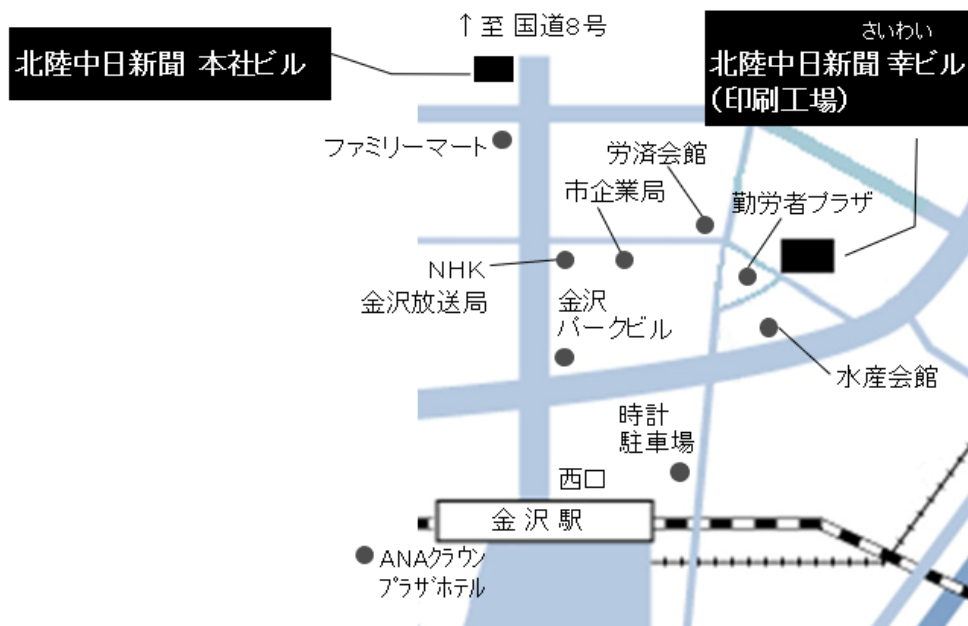 ↑至 国道8号
北陸中日新聞 本社ビル
さいわい
北陸中日新聞 幸ビル
(印刷工場)
ファミリーマート
労済会館
市企業局
勤労者プラザ
NHK
金沢放送局
金沢
パークビル
水産会館
時計
駐車場
西口
金沢駅
ANAクラウン
プラザホテル